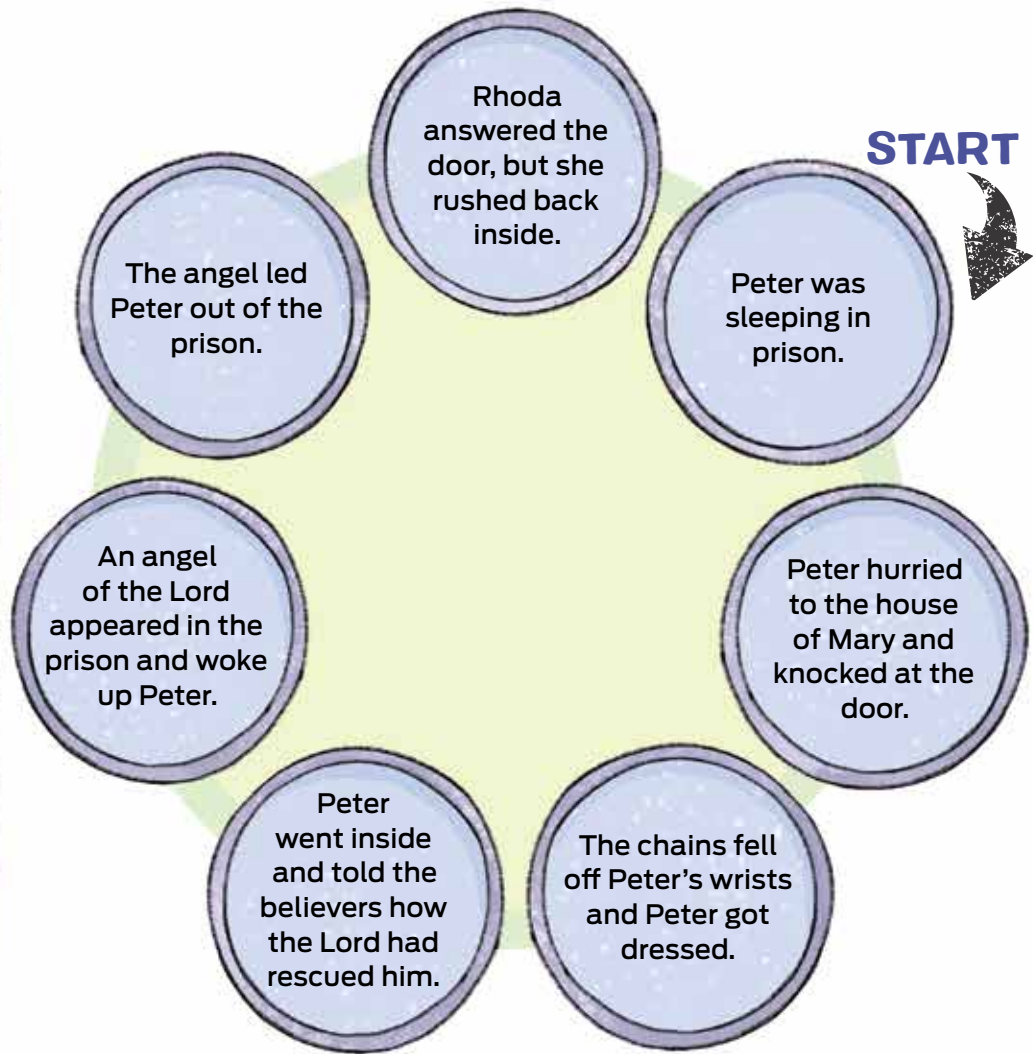 START
Rhoda
answered the
door, but she
rushed back
inside.
Peter was
sleeping in
prison.
Peter hurried
to the house
of Mary and
knocked at the
door.
The chains fell
off Peter’s wrists
and Peter got
dressed.
Peter
went inside
and told the
believers how
the Lord had
rescued him.
An angel
of the Lord
appeared in the
prison and woke
up Peter.
The angel led
Peter out of the
prison.